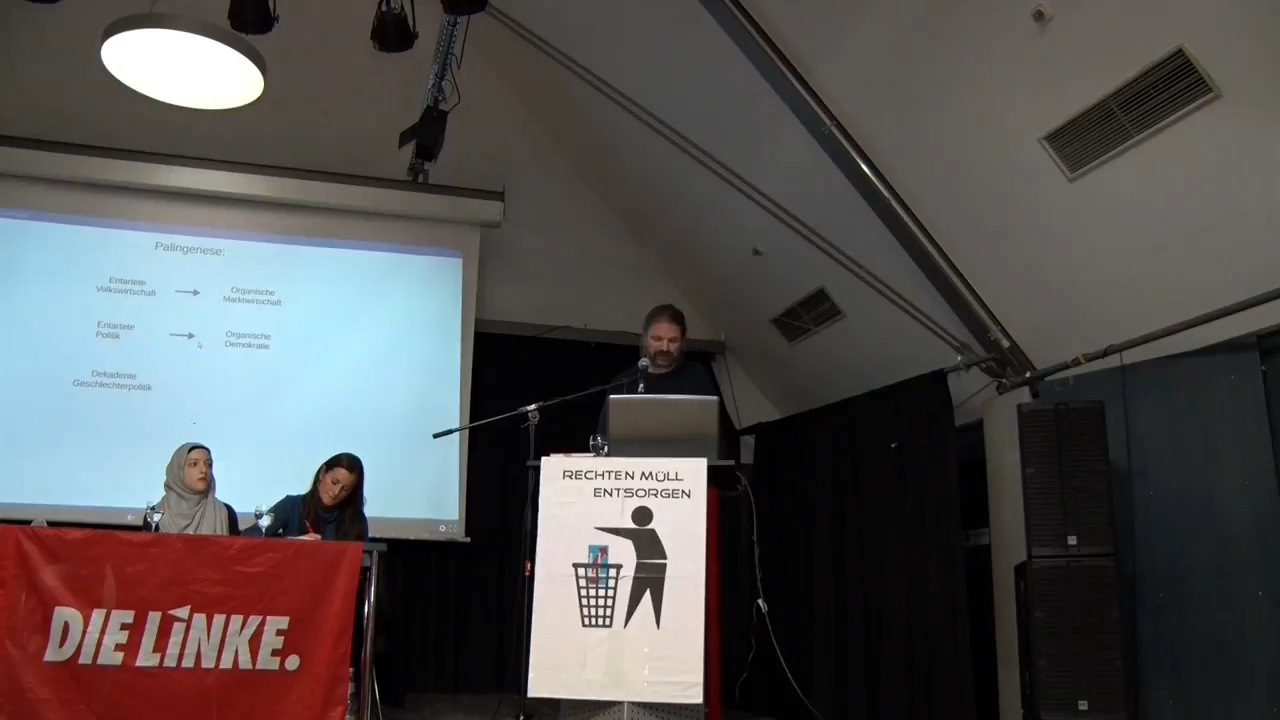 Palingenese:
Entartete
Volkswirtschaft
Organische
Marktwirtschaft
Entartete
Politik
Organische
Demokratie
Dekadente
Geschlechterpolitik
RECHTEN MÜLL
ENTSORGEN
DIE LINKE.